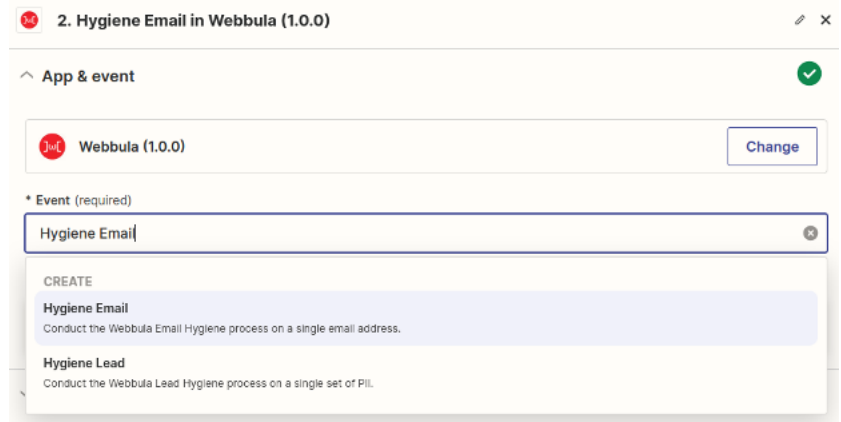 2. Hygiene Email in Webbula (1.0.0)
App & event
Webbula (1.0.0)
Change
* Event (required)
Hygiene Email
CREATE
Hygiene Email
Conduct the Webbula Email Hygiene process on a single email address.
Hygiene Lead
Conduct the Webbula Lead Hygiene process on a single set of PII.